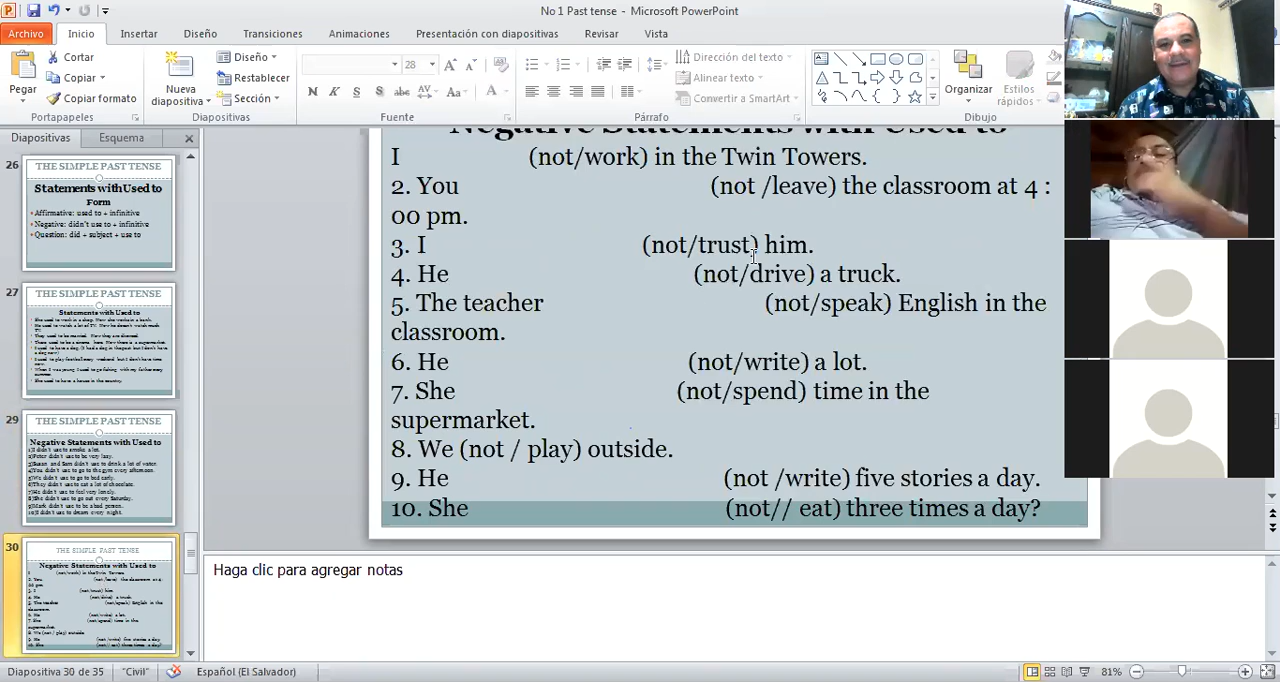 No 1 Past tense - Microsoft PowerPoint
Archivo Inicio Insertar Diseño Transiciones Animaciones Presentación con diapositivas Revisar Vista
Pegar
Cortar
Copiar
Copiar formato
Portapapeles
Nueva diapositiva
Diseño
Restablecer
Sección
Diapositivas
28
Fuente
Párrafo
Dirección del texto
Alinear texto
Convertir a SmartArt
Organizar
Estilos rápidos
Dibujo
Diapositivas Esquema
26
THE SIMPLE PAST TENSE
Statements with Used to
Form
Affirmative: used to + infinitive
Negative: didn't use to + infinitive
Question: did + subject + use to
27
THE SIMPLE PAST TENSE
Statements with Used to
29
THE SIMPLE PAST TENSE
Negative Statements with Used to
30
THE SIMPLE PAST TENSE
Negative Statements with Used to
Negative Statements with Used to
I (not/work) in the Twin Towers.
2. You (not /leave) the classroom at 4 :
00 pm.
3. I (not/trust) him.
4. He (not/drive) a truck.
5. The teacher (not/speak) English in the
classroom.
6. He (not/write) a lot.
7. She (not/spend) time in the
supermarket.
8. We (not / play) outside.
9. He (not /write) five stories a day.
10. She (not// eat) three times a day?
Haga clic para agregar notas
Diapositiva 30 de 35 "Civil" Español (El Salvador) 81%